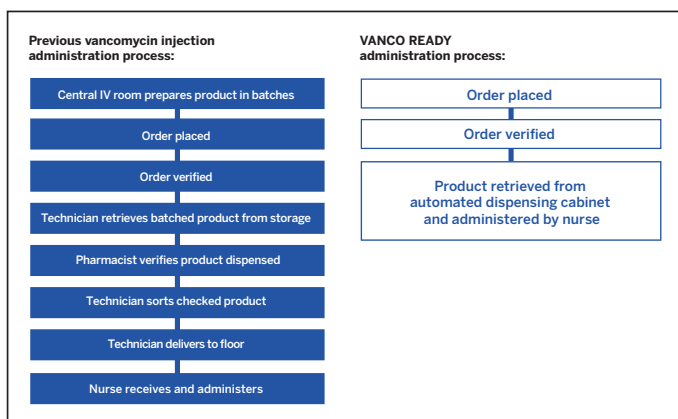 Previous vancomycin injection
administration process:
Central IV room prepares product in batches
Order placed
Order verified
Technician retrieves batched product from storage
Pharmacist verifies product dispensed
Technician sorts checked product
Technician delivers to floor
Nurse receives and administers
VANCO READY
administration process:
Order placed
Order verified
Product retrieved from
automated dispensing cabinet
and administered by nurse